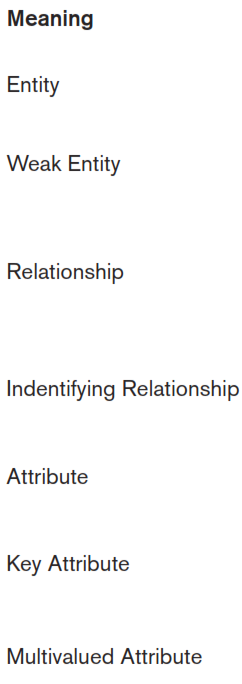 Meaning
Entity
Weak Entity
Relationship
Indentifying Relationship
Attribute
Key Attribute
Multivalued Attribute